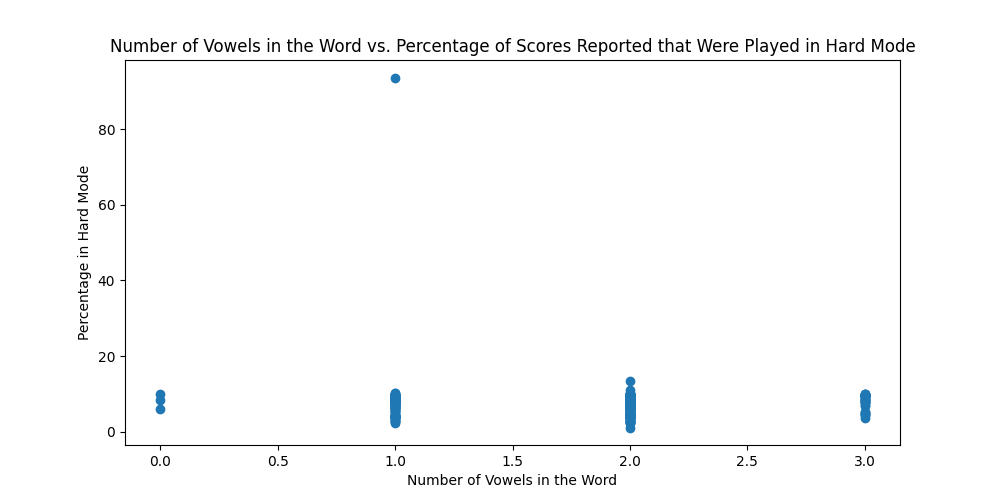 Number of Vowels in the Word vs. Percentage of Scores Reported that Were Played in Hard Mode
Percentage in Hard Mode
80
60
40
20
0
0.0 0.5 1.0 1.5 2.0 2.5 3.0
Number of Vowels in the Word